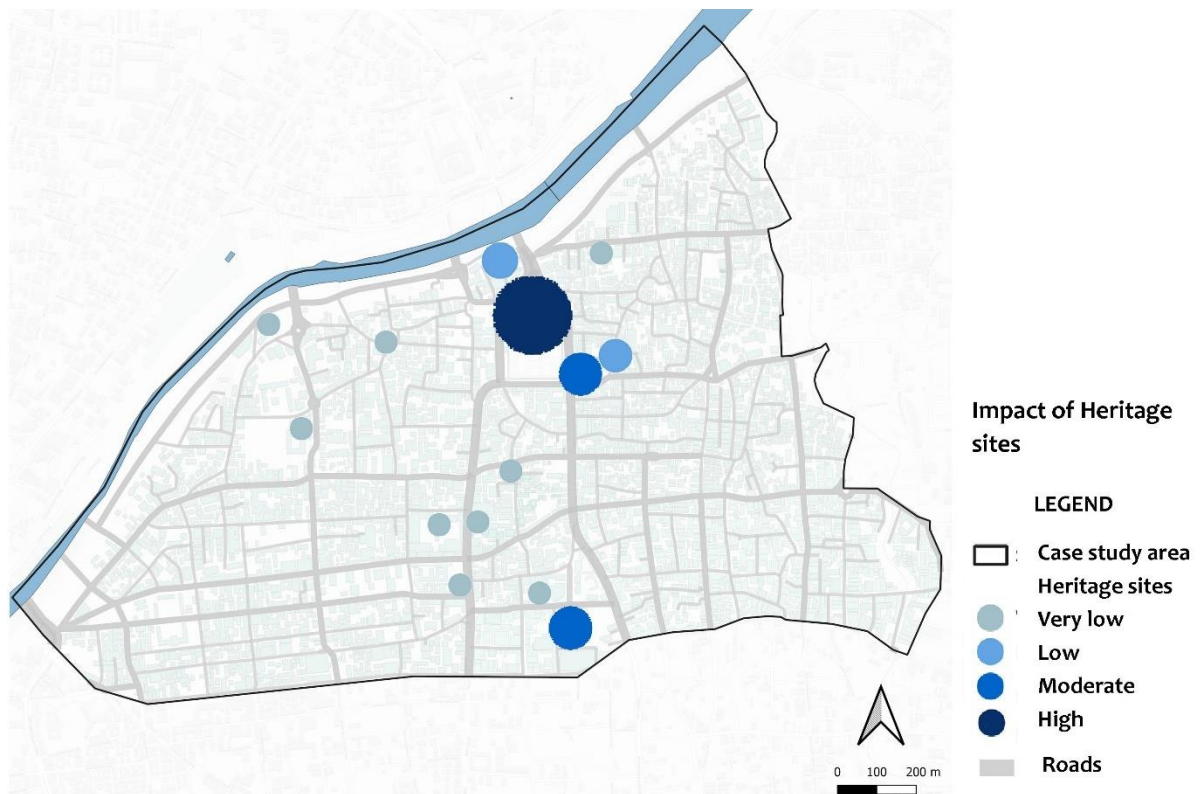 Impact of Heritage
sites
LEGEND
: Case study area
Heritage sites
Very low
Low
Moderate
High
Roads
0 100 200 m